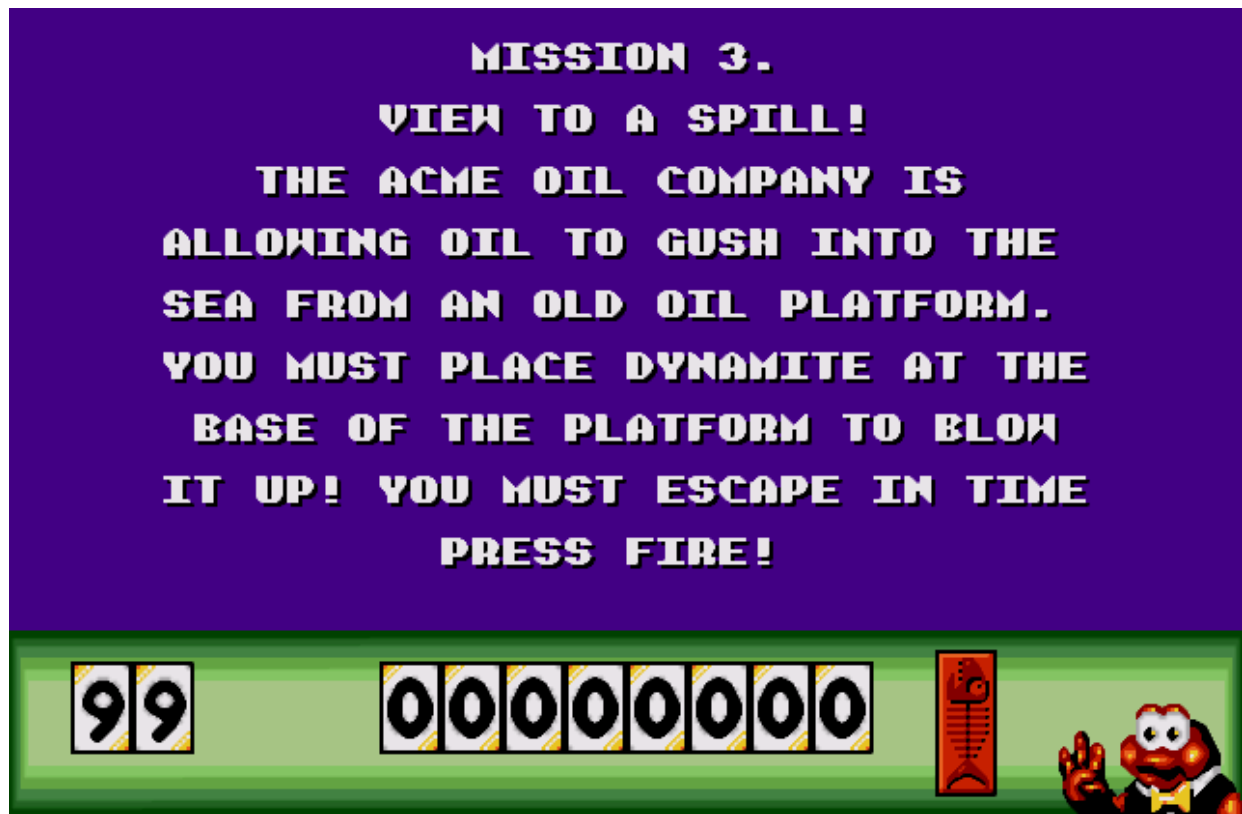 MISSION 3.
VIEW TO A SPILL!
THE ACME OIL COMPANY IS
ALLOWING OIL TO GUSH INTO THE
SEA FROM AN OLD OIL PLATFORM.
YOU MUST PLACE DYNAMITE AT THE
BASE OF THE PLATFORM TO BLOW
IT UP! YOU MUST ESCAPE IN TIME
PRESS FIRE!
99 00000000